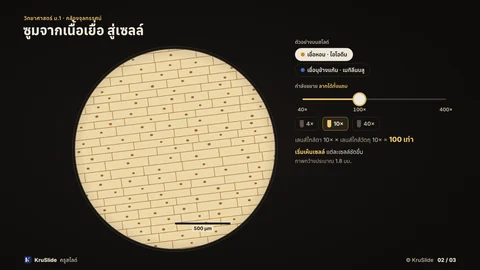 วิทยาศาสตร์ ม.1 · กล้องจุลทรรศน์
ซูมจากเนื้อเยื่อ สู่เซลล์
ตัวอย่างบนสไลด์
เยื่อหอม · ไอโอดีน
เยื่อบุข้างแก้ม · เมทิลีนบลู
กำลังขยาย ลากได้ทั้งแถบ
40× 100× 400×
4× 10× 40×
เลนส์ใกล้ตา 10× × เลนส์ใกล้วัตถุ 10× = 100 เท่า
เริ่มเห็นเซลล์ แต่ละเซลล์ชัดขึ้น
ภาพกว้างประมาณ 1.8 มม.
500 µm
KruSlide ครูสไลด์
© KruSlide 02 / 03